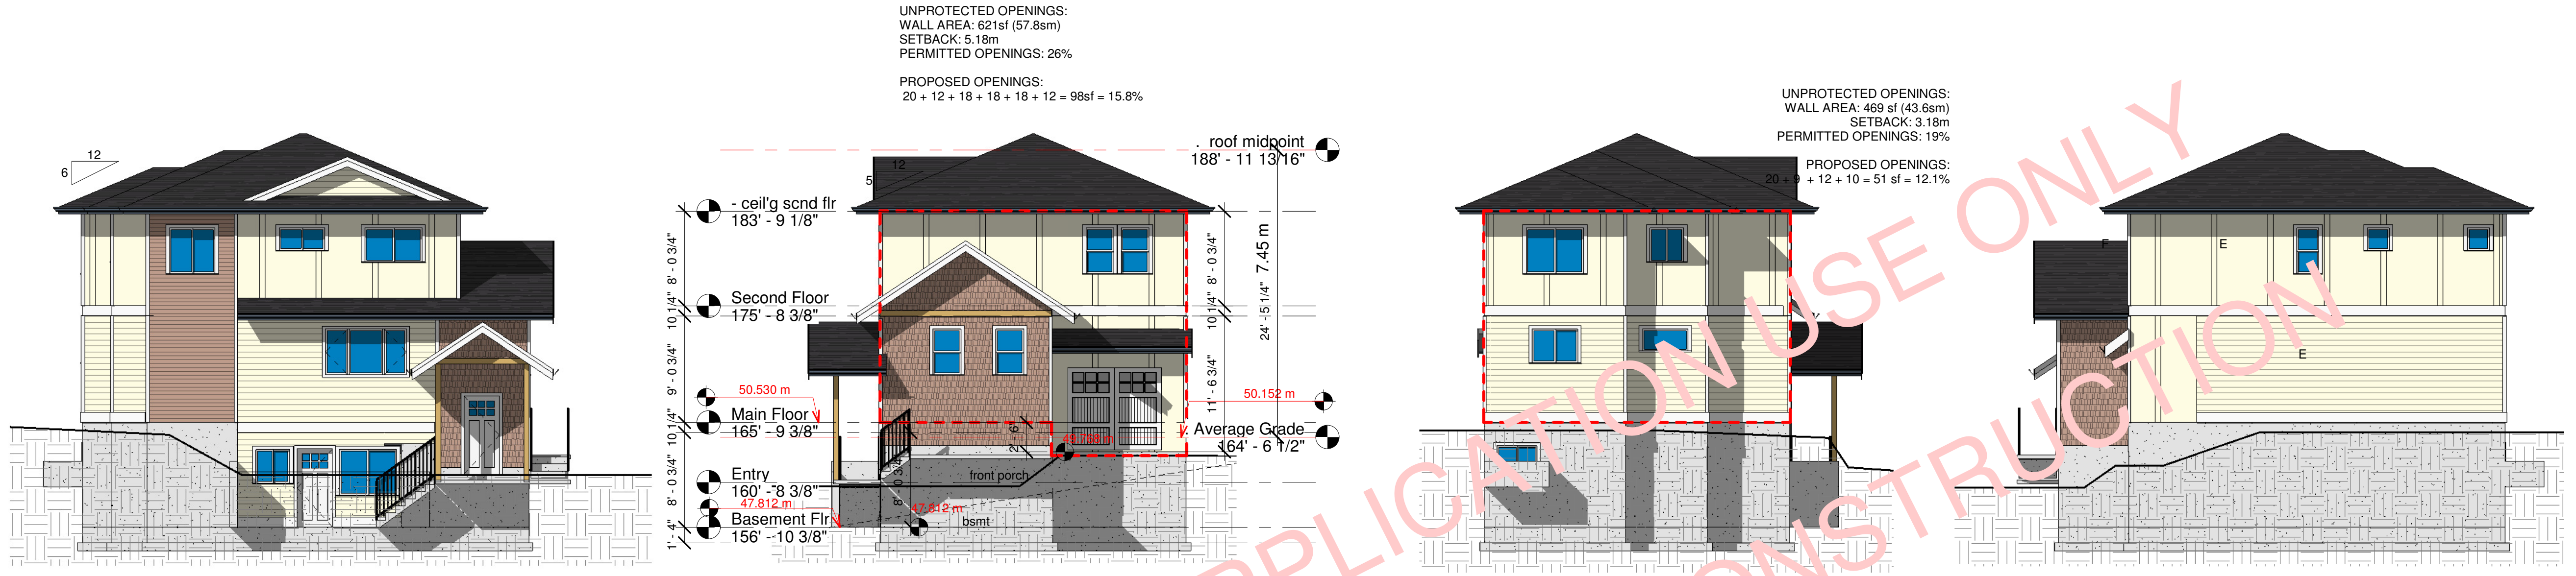 UNPROTECTED OPENINGS:
WALL AREA: 621sf (57.8sm)
SETBACK: 5.18m
PERMITTED OPENINGS: 26%
PROPOSED OPENINGS:
20 + 12 + 18 + 18 + 18 + 12 = 98sf = 15.8%
UNPROTECTED OPENINGS:
WALL AREA: 469 sf (43.6sm)
SETBACK: 3.18m
PERMITTED OPENINGS: 19%
PROPOSED OPENINGS:
20 + 9 + 12 + 10 = 51 sf = 12.1%
12
6
12
5
. roof midpoint
188' - 11 13/16"
- ceil'g scnd flr
183' - 9 1/8"
8' - 0 3/4"
8' - 0 3/4"
24' - 5 1/4" 7.45 m
Second Floor
175' - 8 3/8"
10 1/4"
10 1/4"
9' - 0 3/4"
11' - 6 3/4"
50.530 m
50.152 m
Main Floor
165' - 9 3/8"
10 1/4"
Average Grade
164' - 6 1/2"
2' - 6"
Entry
160' - 8 3/8"
8' - 0 3/4"
front porch
47.812 m
47.812 m
Basement Flr
156' - 10 3/8"
bsmt
1' - 4"
F
E
E
APPLICATION USE ONLY
CONSTRUCTION